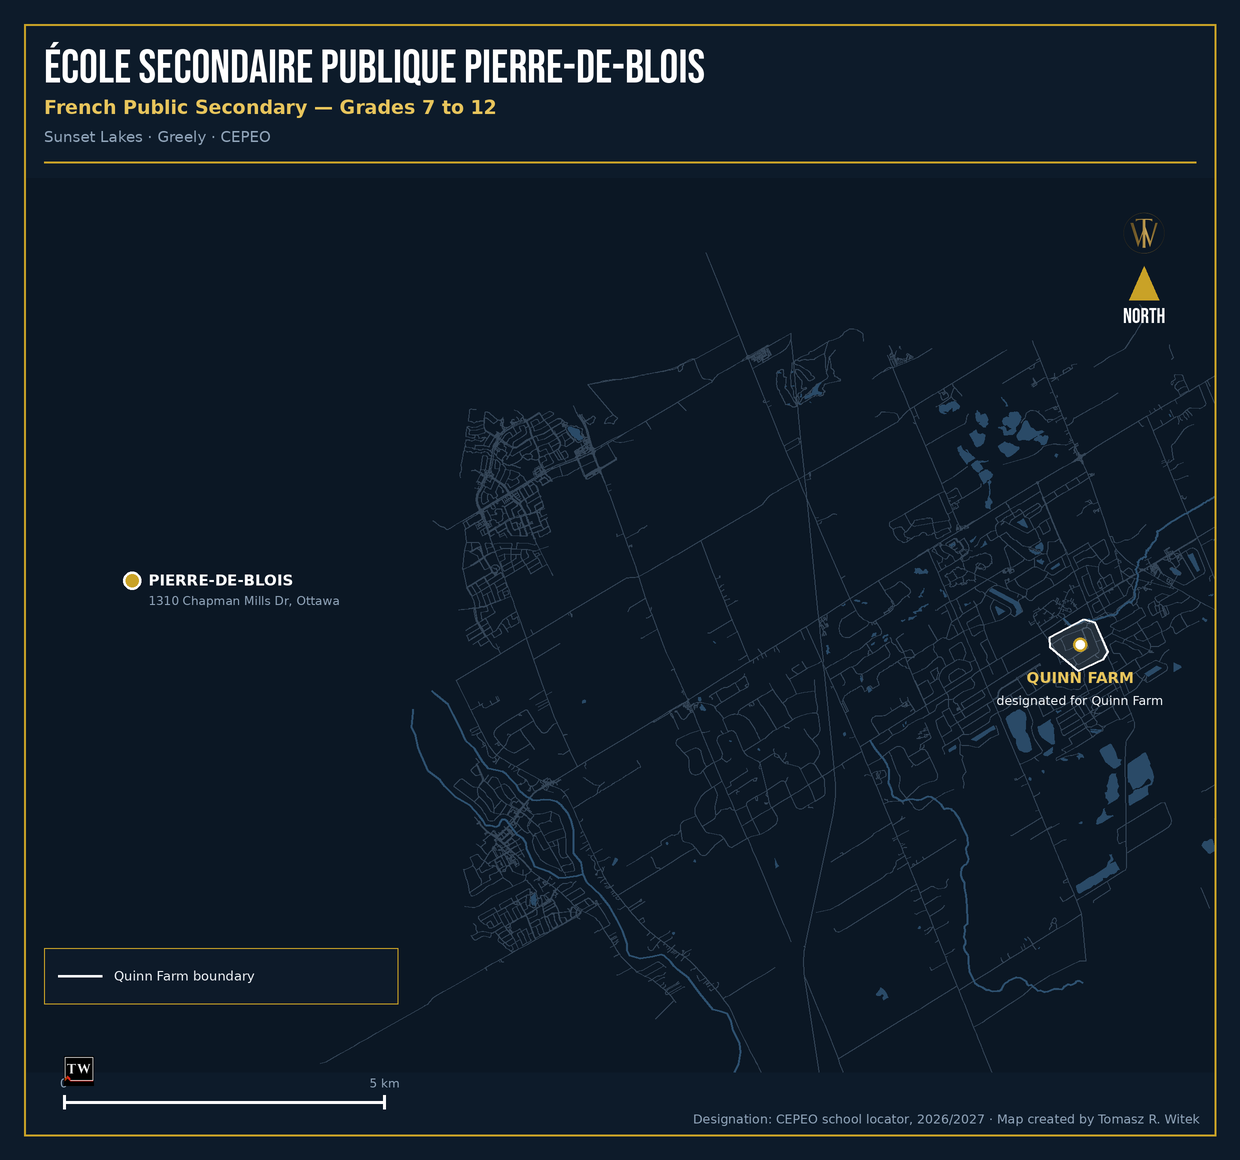 ÉCOLE SECONDAIRE PUBLIQUE PIERRE-DE-BLOIS
French Public Secondary — Grades 7 to 12
Sunset Lakes · Greely · CEPEO
TW
NORTH
PIERRE-DE-BLOIS
1310 Chapman Mills Dr, Ottawa
QUINN FARM
designated for Quinn Farm
Quinn Farm boundary
TW
0 5 km
Designation: CEPEO school locator, 2026/2027 · Map created by Tomasz R. Witek